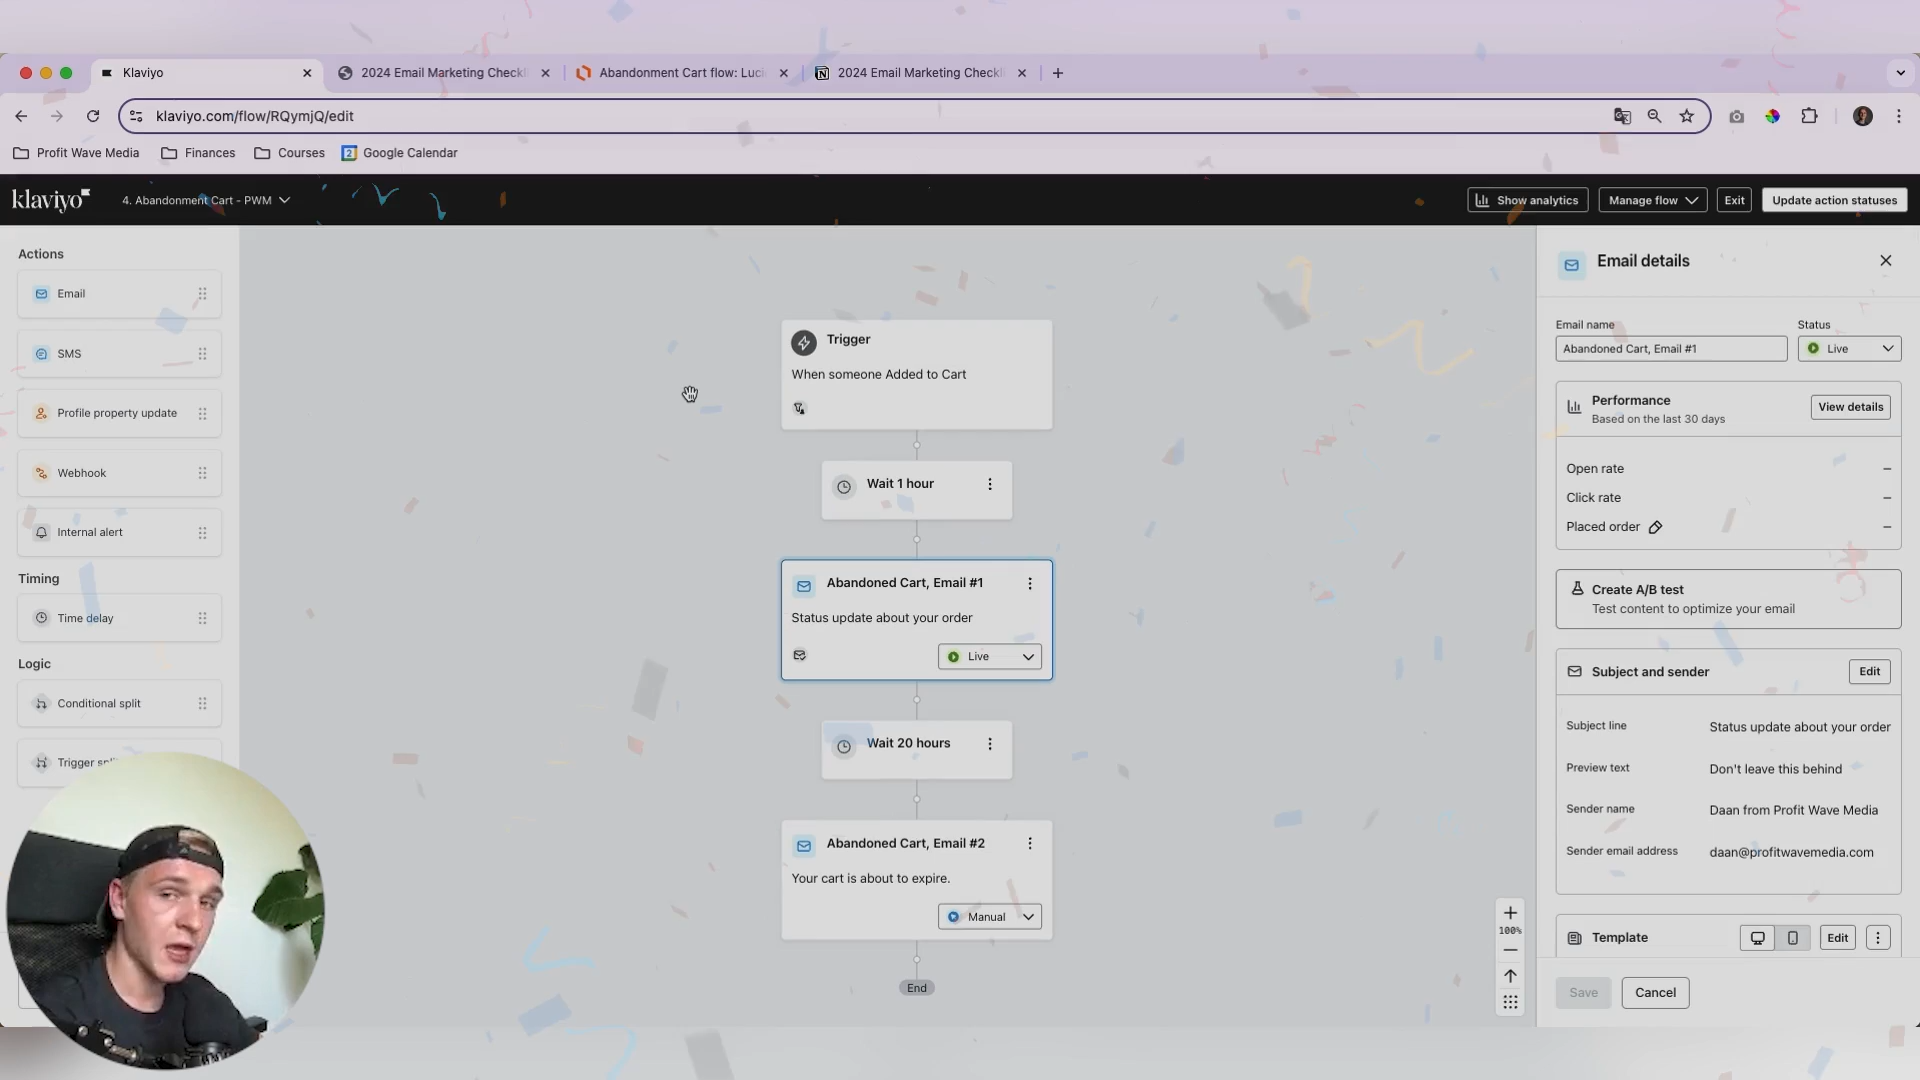 Klaviyo
2024 Email Marketing Checkl
Abandonment Cart flow: Luci
2024 Email Marketing Checkl
klaviyo.com/flow/RQymjQ/edit
Profit Wave Media
Finances
Courses
2
Google Calendar
klaviyo
4. Abandonment Cart - PWM
Show analytics
Manage flow
Exit
Update action statuses
Actions
Email
SMS
Profile property update
Webhook
Internal alert
Timing
Time delay
Logic
Conditional split
Trigger
Trigger
When someone Added to Cart
Wait 1 hour
Abandoned Cart, Email #1
Status update about your order
Live
Wait 20 hours
Abandoned Cart, Email #2
Your cart is about to expire.
Manual
End
100%
Email details
Email name
Status
Abandoned Cart, Email #1
Live
Performance
Based on the last 30 days
View details
Open rate –
Click rate –
Placed order –
Create A/B test
Test content to optimize your email
Subject and sender
Edit
Subject line
Status update about your order
Preview text
Don't leave this behind
Sender name
Daan from Profit Wave Media
Sender email address
daan@profitwavemedia.com
Template
Edit
Save
Cancel